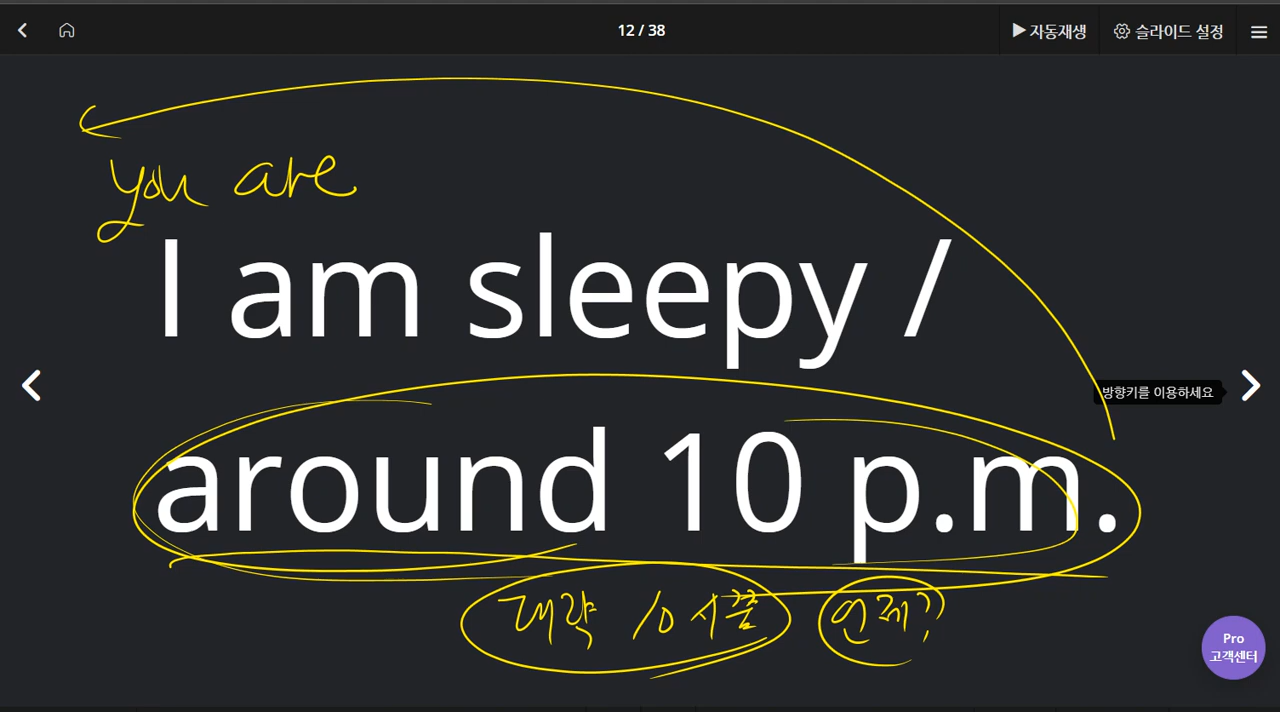 12 / 38
자동재생
슬라이드 설정
you are
I am sleepy /
방향키를 이용하세요
around 10 p.m.
대략 10시쯤 언제?
Pro
고객센터